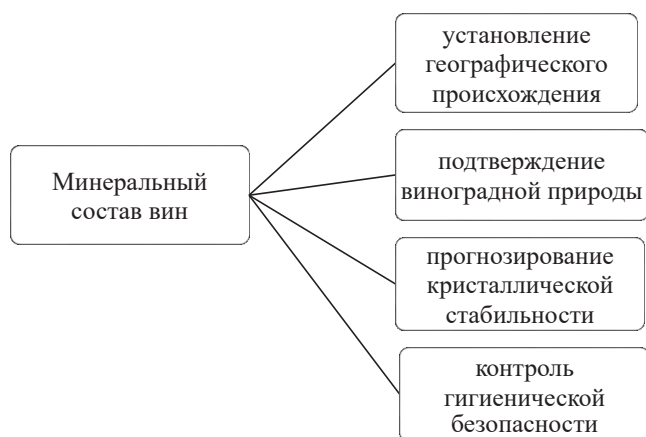 Минеральный
состав вин
установление
географического
происхождения
подтверждение
виноградной природы
прогнозирование
кристаллической
стабильности
контроль
гигиенической
безопасности